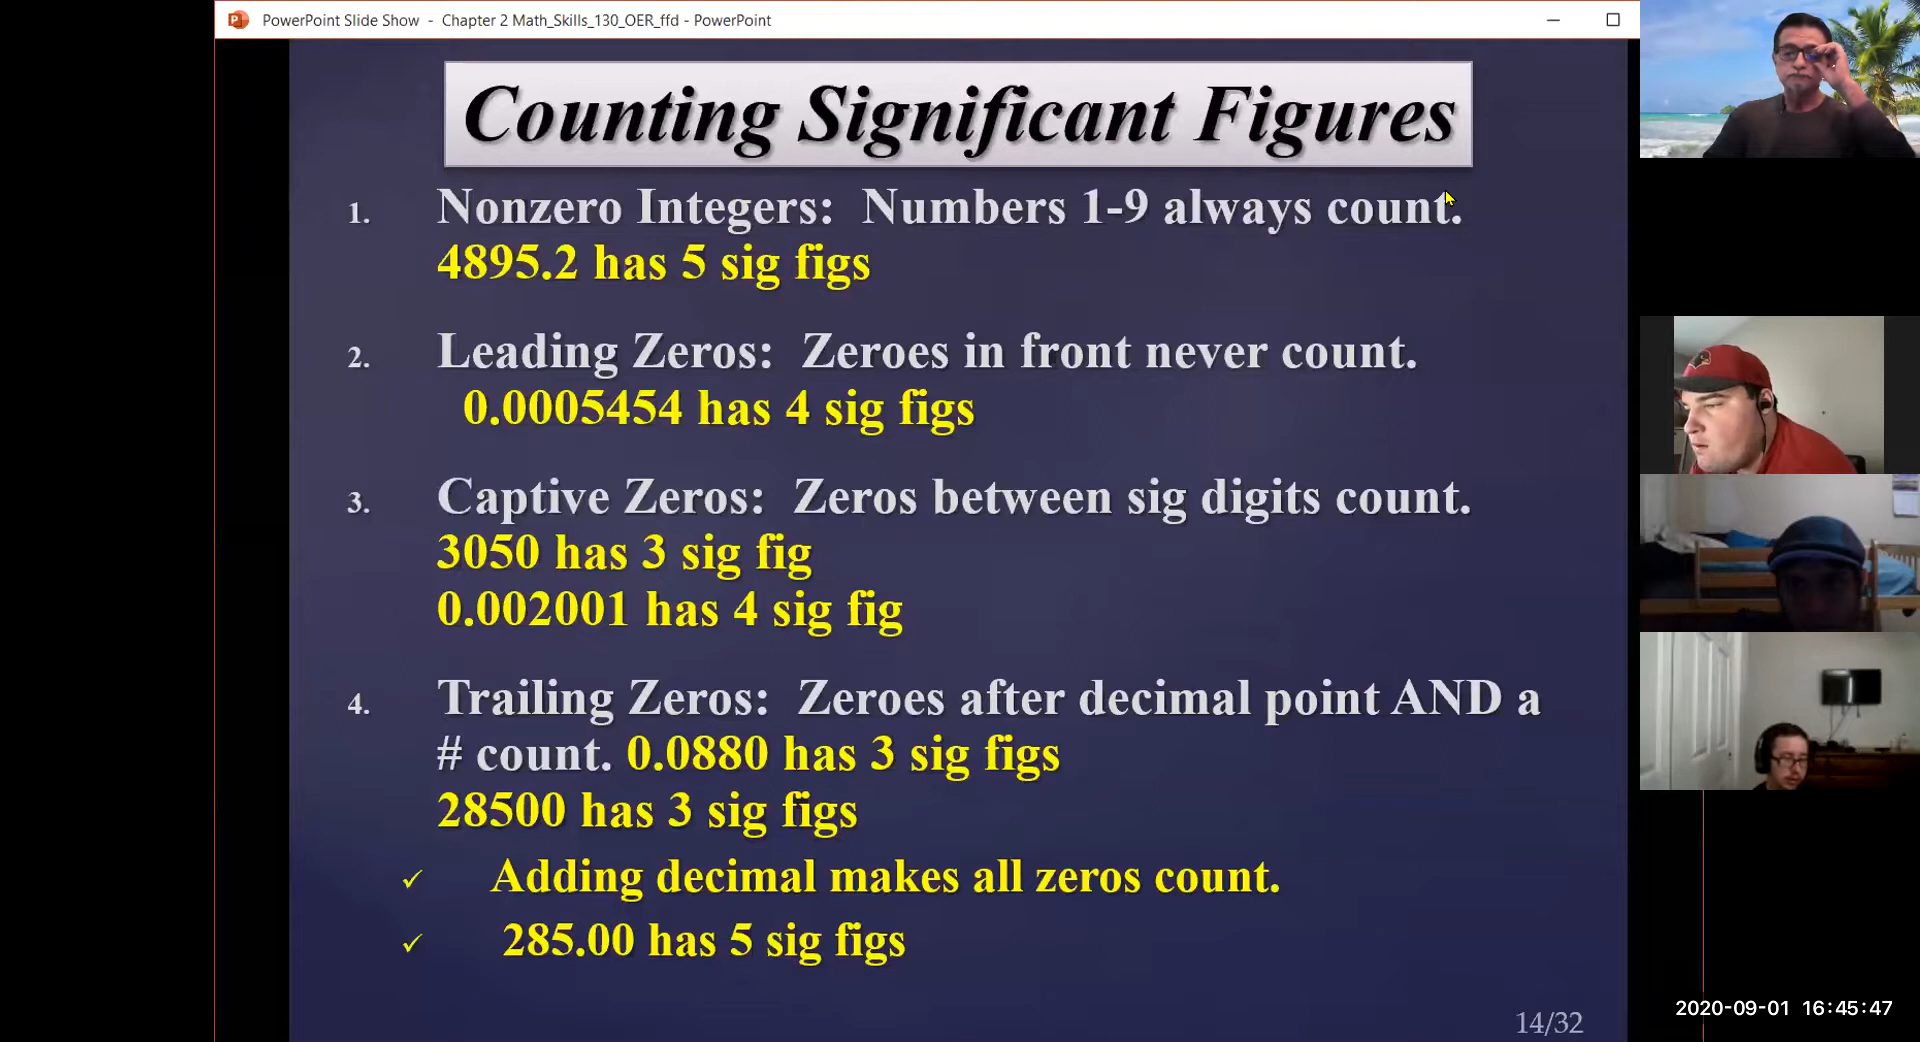 PowerPoint Slide Show - Chapter 2 Math_Skills_130_OER_ffd - PowerPoint
Counting Significant Figures
1. Nonzero Integers: Numbers 1-9 always count.
4895.2 has 5 sig figs
2. Leading Zeros: Zeroes in front never count.
0.0005454 has 4 sig figs
3. Captive Zeros: Zeros between sig digits count.
3050 has 3 sig fig
0.002001 has 4 sig fig
4. Trailing Zeros: Zeroes after decimal point AND a
# count. 0.0880 has 3 sig figs
28500 has 3 sig figs
✓ Adding decimal makes all zeros count.
✓ 285.00 has 5 sig figs
14/32
2020-09-01 16:45:47